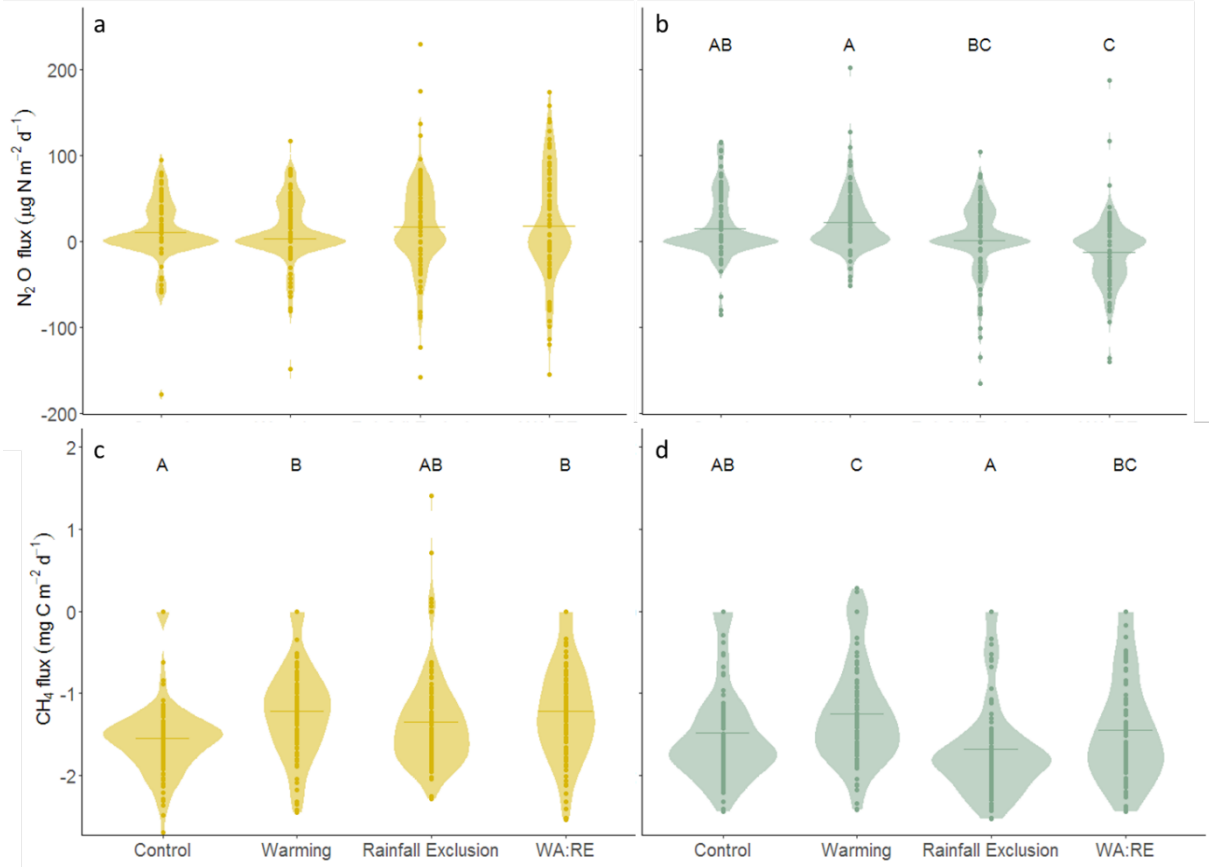 a
b
AB A BC C
N₂O flux (μg N m⁻² d⁻¹)
200
100
0
-100
-200
c
d
A B AB B
AB C A BC
CH₄ flux (mg C m⁻² d⁻¹)
2
1
0
-1
-2
Control Warming Rainfall Exclusion WA:RE
Control Warming Rainfall Exclusion WA:RE